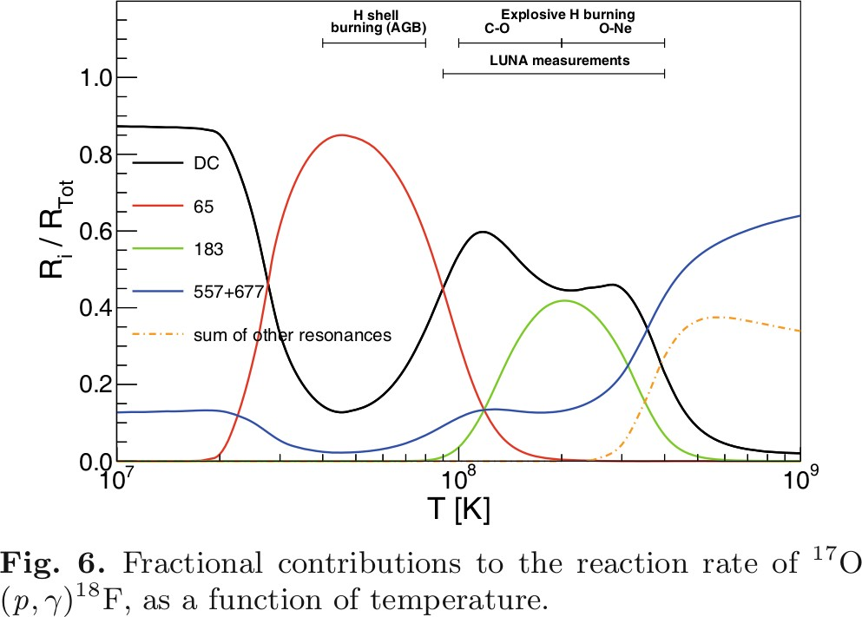 H shell
burning (AGB)
Explosive H burning
C-O
O-Ne
LUNA measurements
R_i / R_Tot
1.0
0.8
0.6
0.4
0.2
0.0
DC
65
183
557+677
sum of other resonances
10^7
10^8
10^9
T [K]
Fig. 6. Fractional contributions to the reaction rate of ^17O
(p, γ)^18F, as a function of temperature.